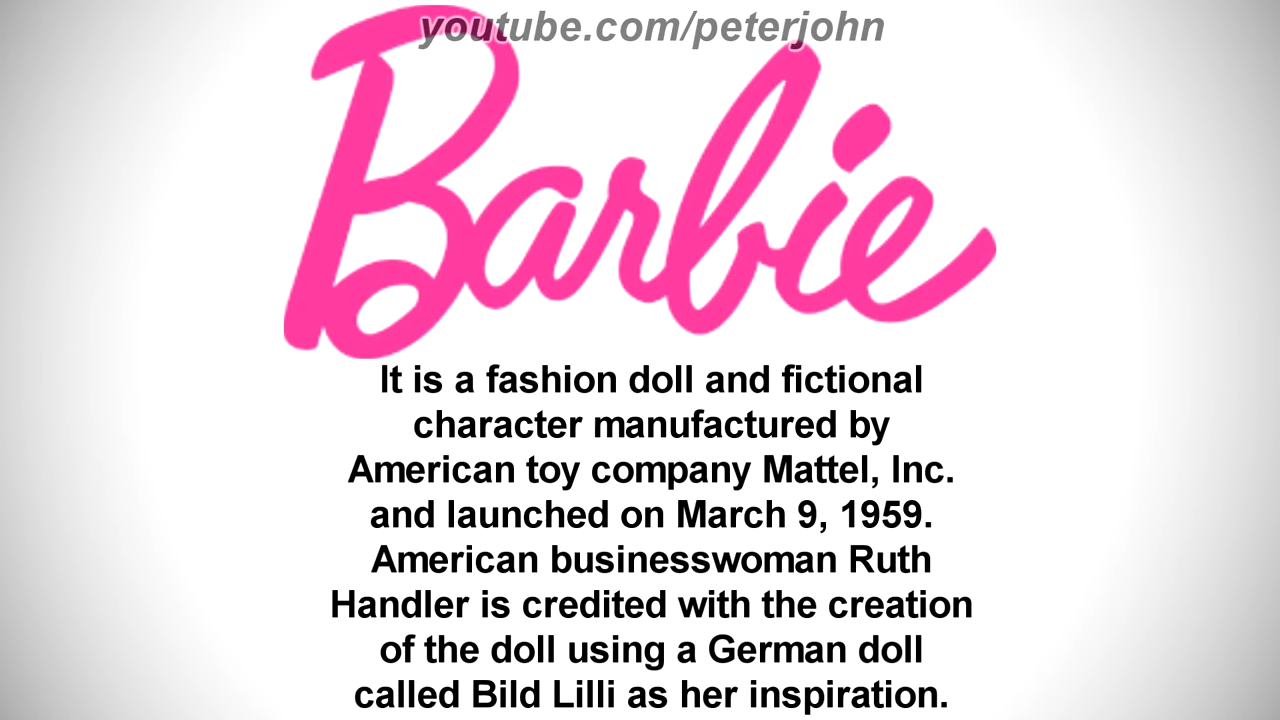 youtube.com/peterjohn
Barbie
It is a fashion doll and fictional
character manufactured by
American toy company Mattel, Inc.
and launched on March 9, 1959.
American businesswoman Ruth
Handler is credited with the creation
of the doll using a German doll
called Bild Lilli as her inspiration.